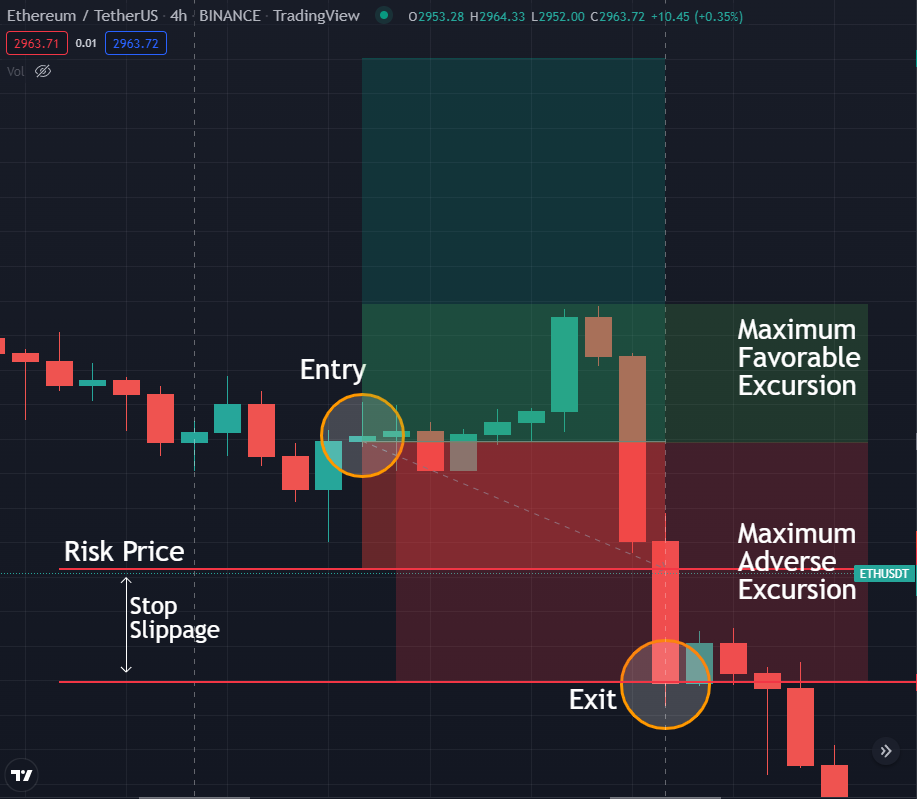 Ethereum / TetherUS · 4h · BINANCE · TradingView O2953.28 H2964.33 L2952.00 C2963.72 +10.45 (+0.35%)
2963.71 0.01 2963.72
Vol
Maximum
Favorable
Excursion
Entry
Maximum
Adverse
Excursion
Risk Price
ETHUSDT
Stop
Slippage
Exit